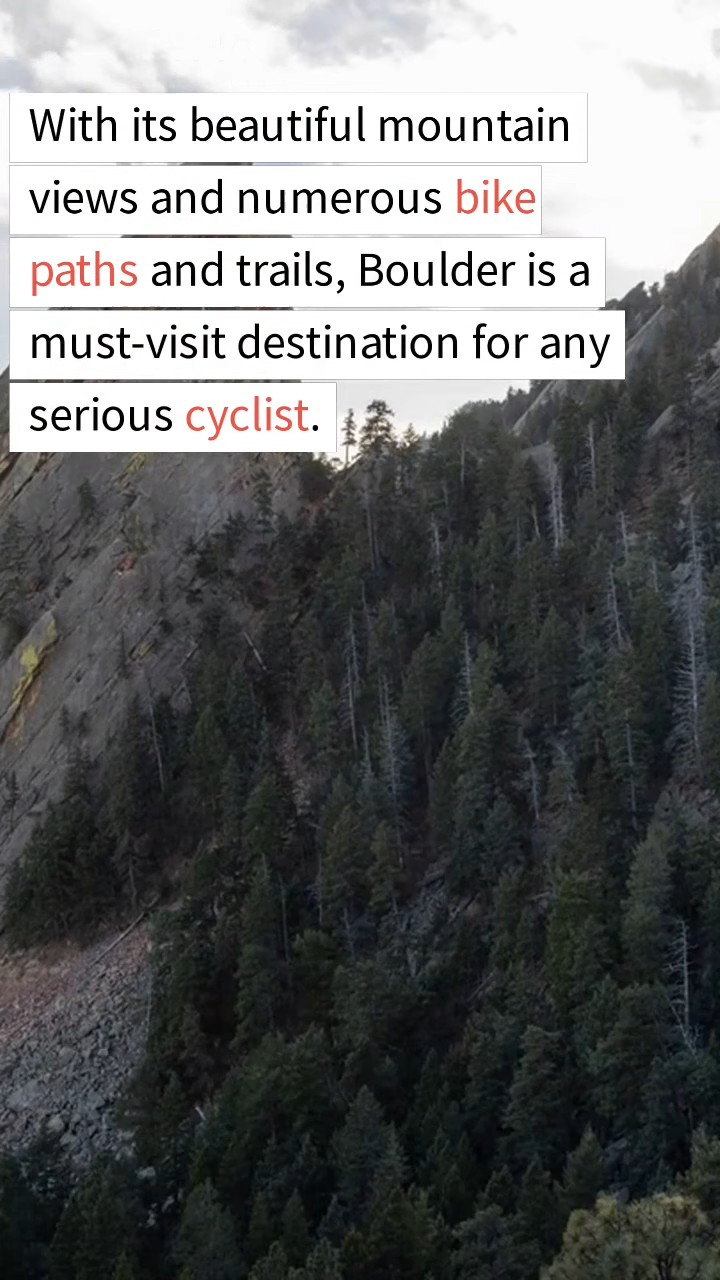 With its beautiful mountain
views and numerous bike
paths and trails, Boulder is a
must-visit destination for any
serious cyclist.